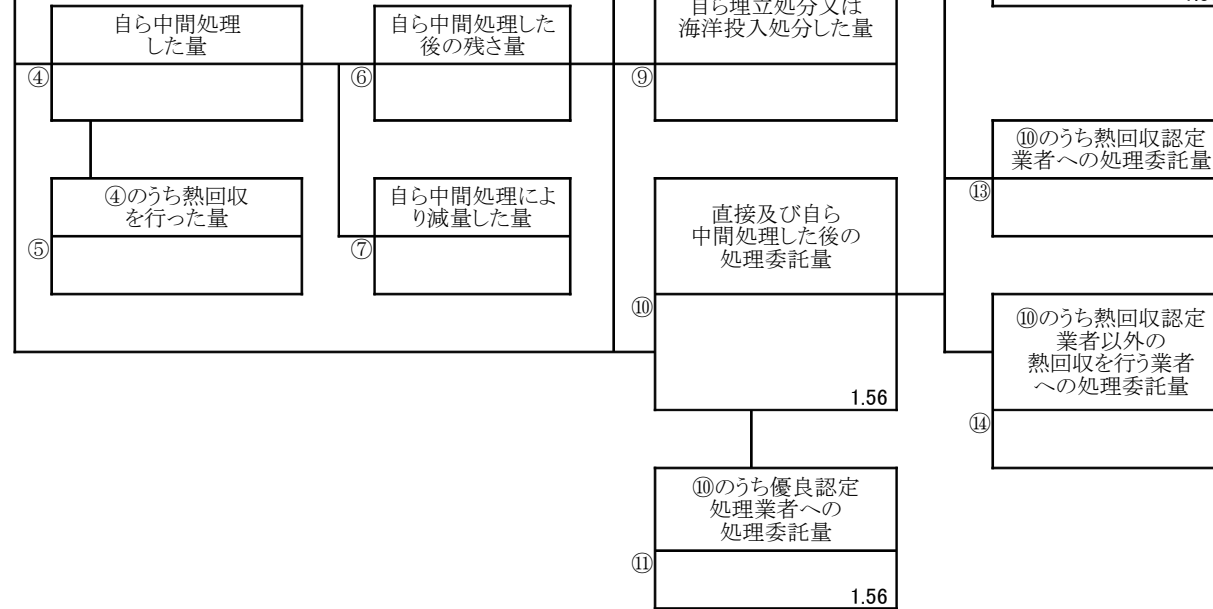 自ら中間処理
した量
④
自ら中間処理した
後の残さ量
⑥
自ら埋立処分又は
海洋投入処分した量
⑨
④のうち熱回収
を行った量
⑤
自ら中間処理によ
り減量した量
⑦
直接及び自ら
中間処理した後の
処理委託量
⑩
1.56
⑩のうち優良認定
処理業者への
処理委託量
⑪
1.56
⑩のうち熱回収認定
業者への処理委託量
⑬
⑩のうち熱回収認定
業者以外の
熱回収を行う業者
への処理委託量
⑭